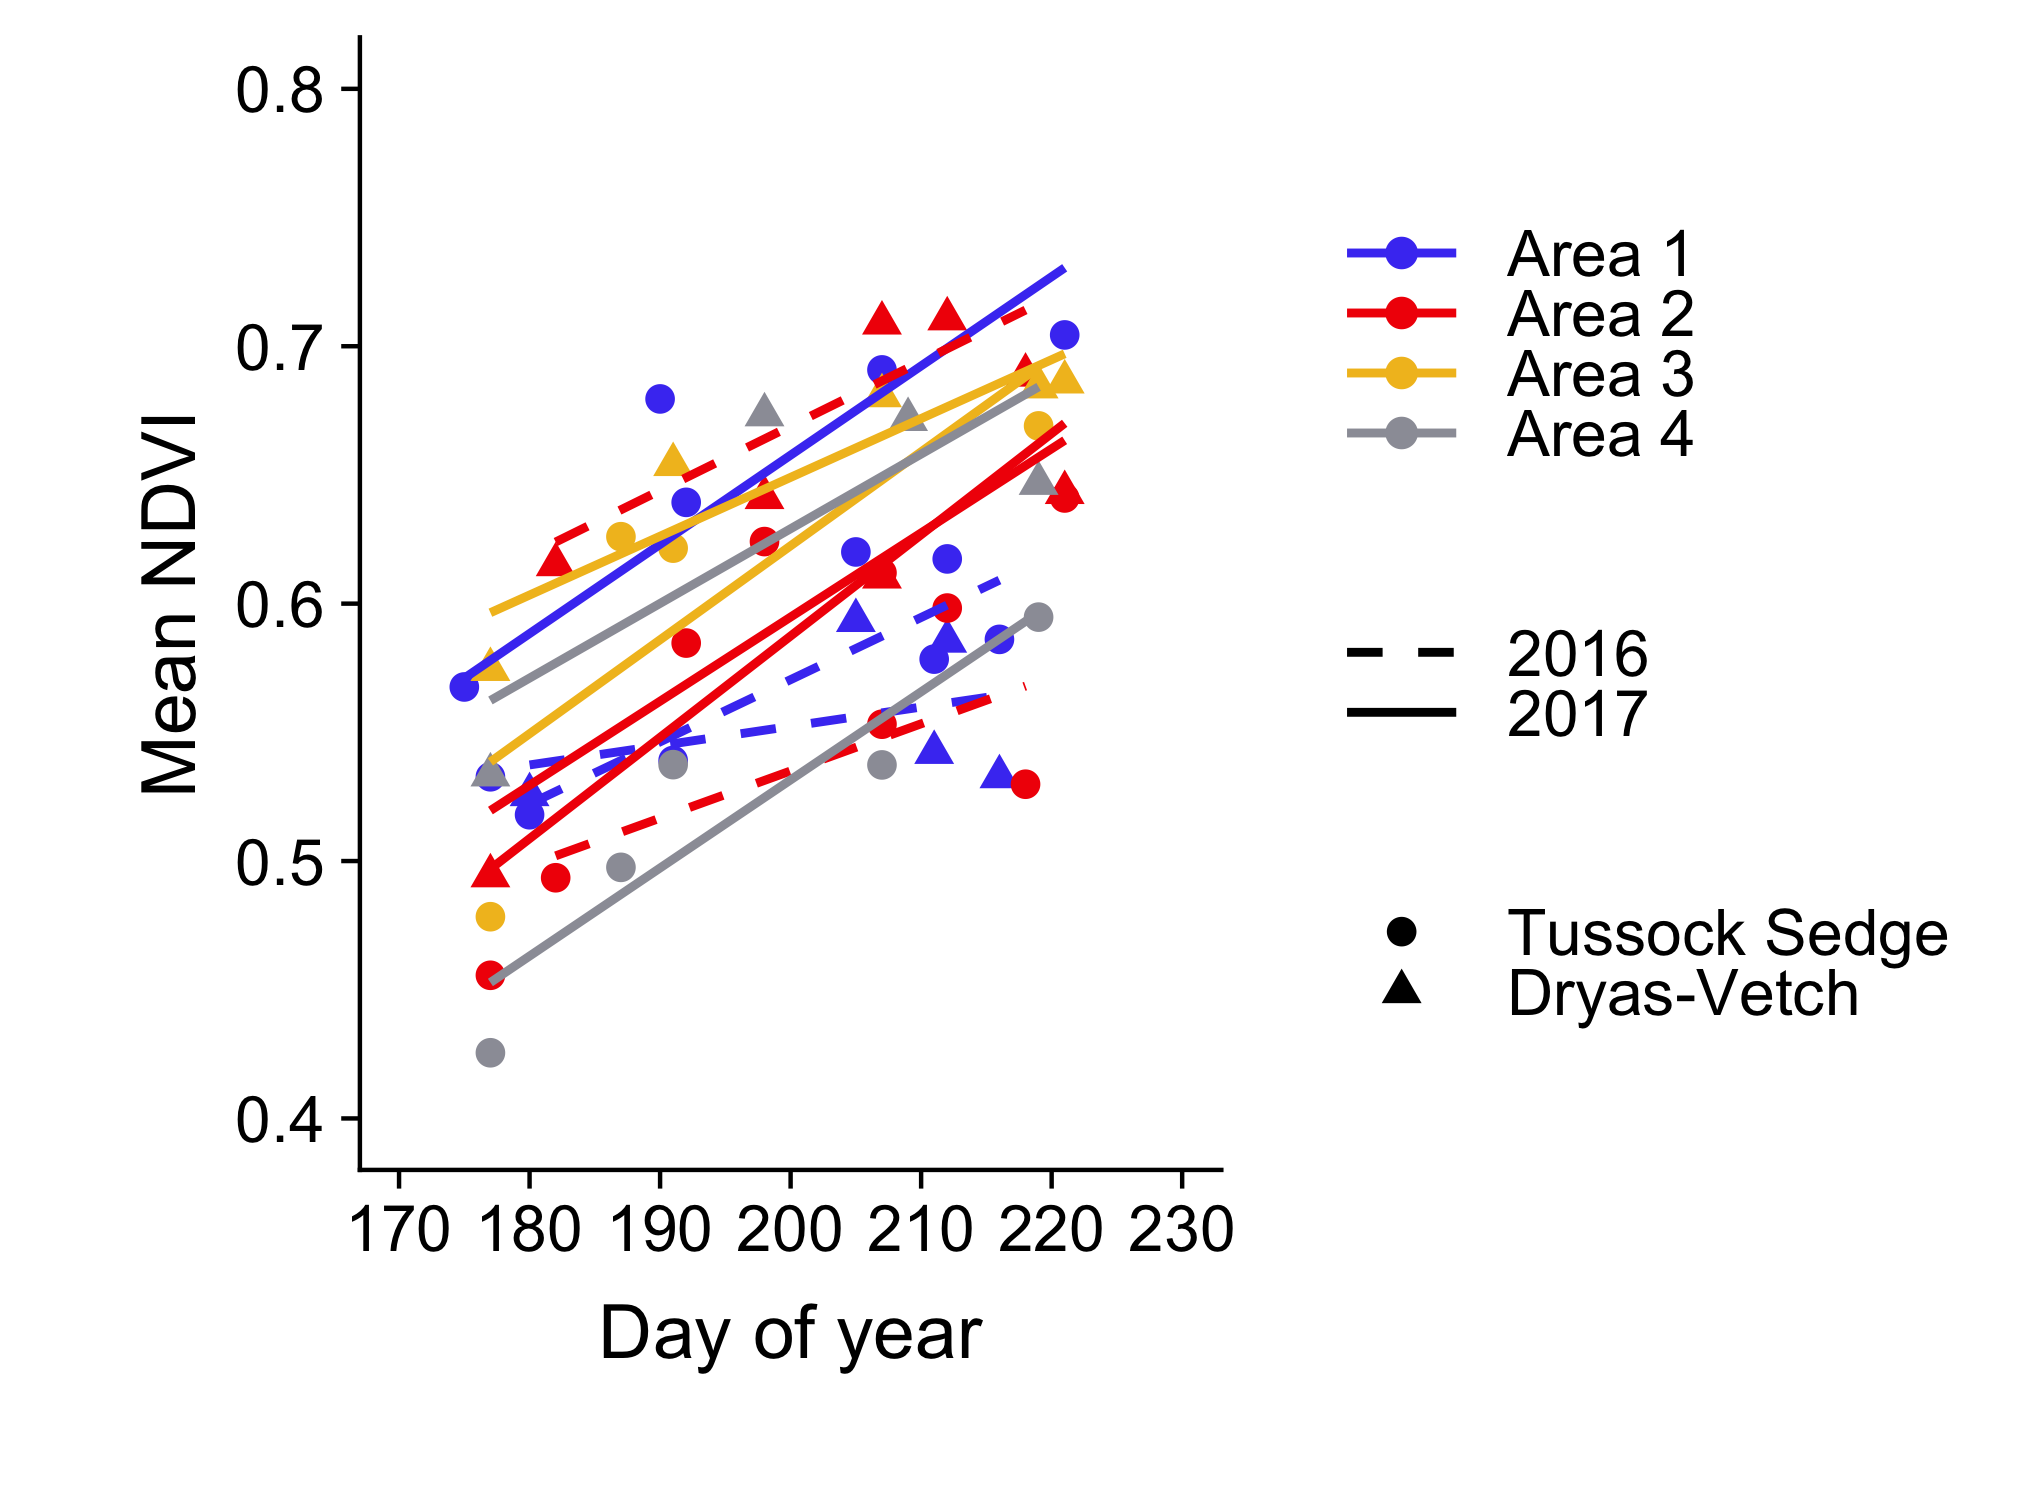 0.8
0.7
0.6
0.5
0.4
Mean NDVI
170 180 190 200 210 220 230
Day of year
Area 1
Area 2
Area 3
Area 4
2016
2017
Tussock Sedge
Dryas-Vetch